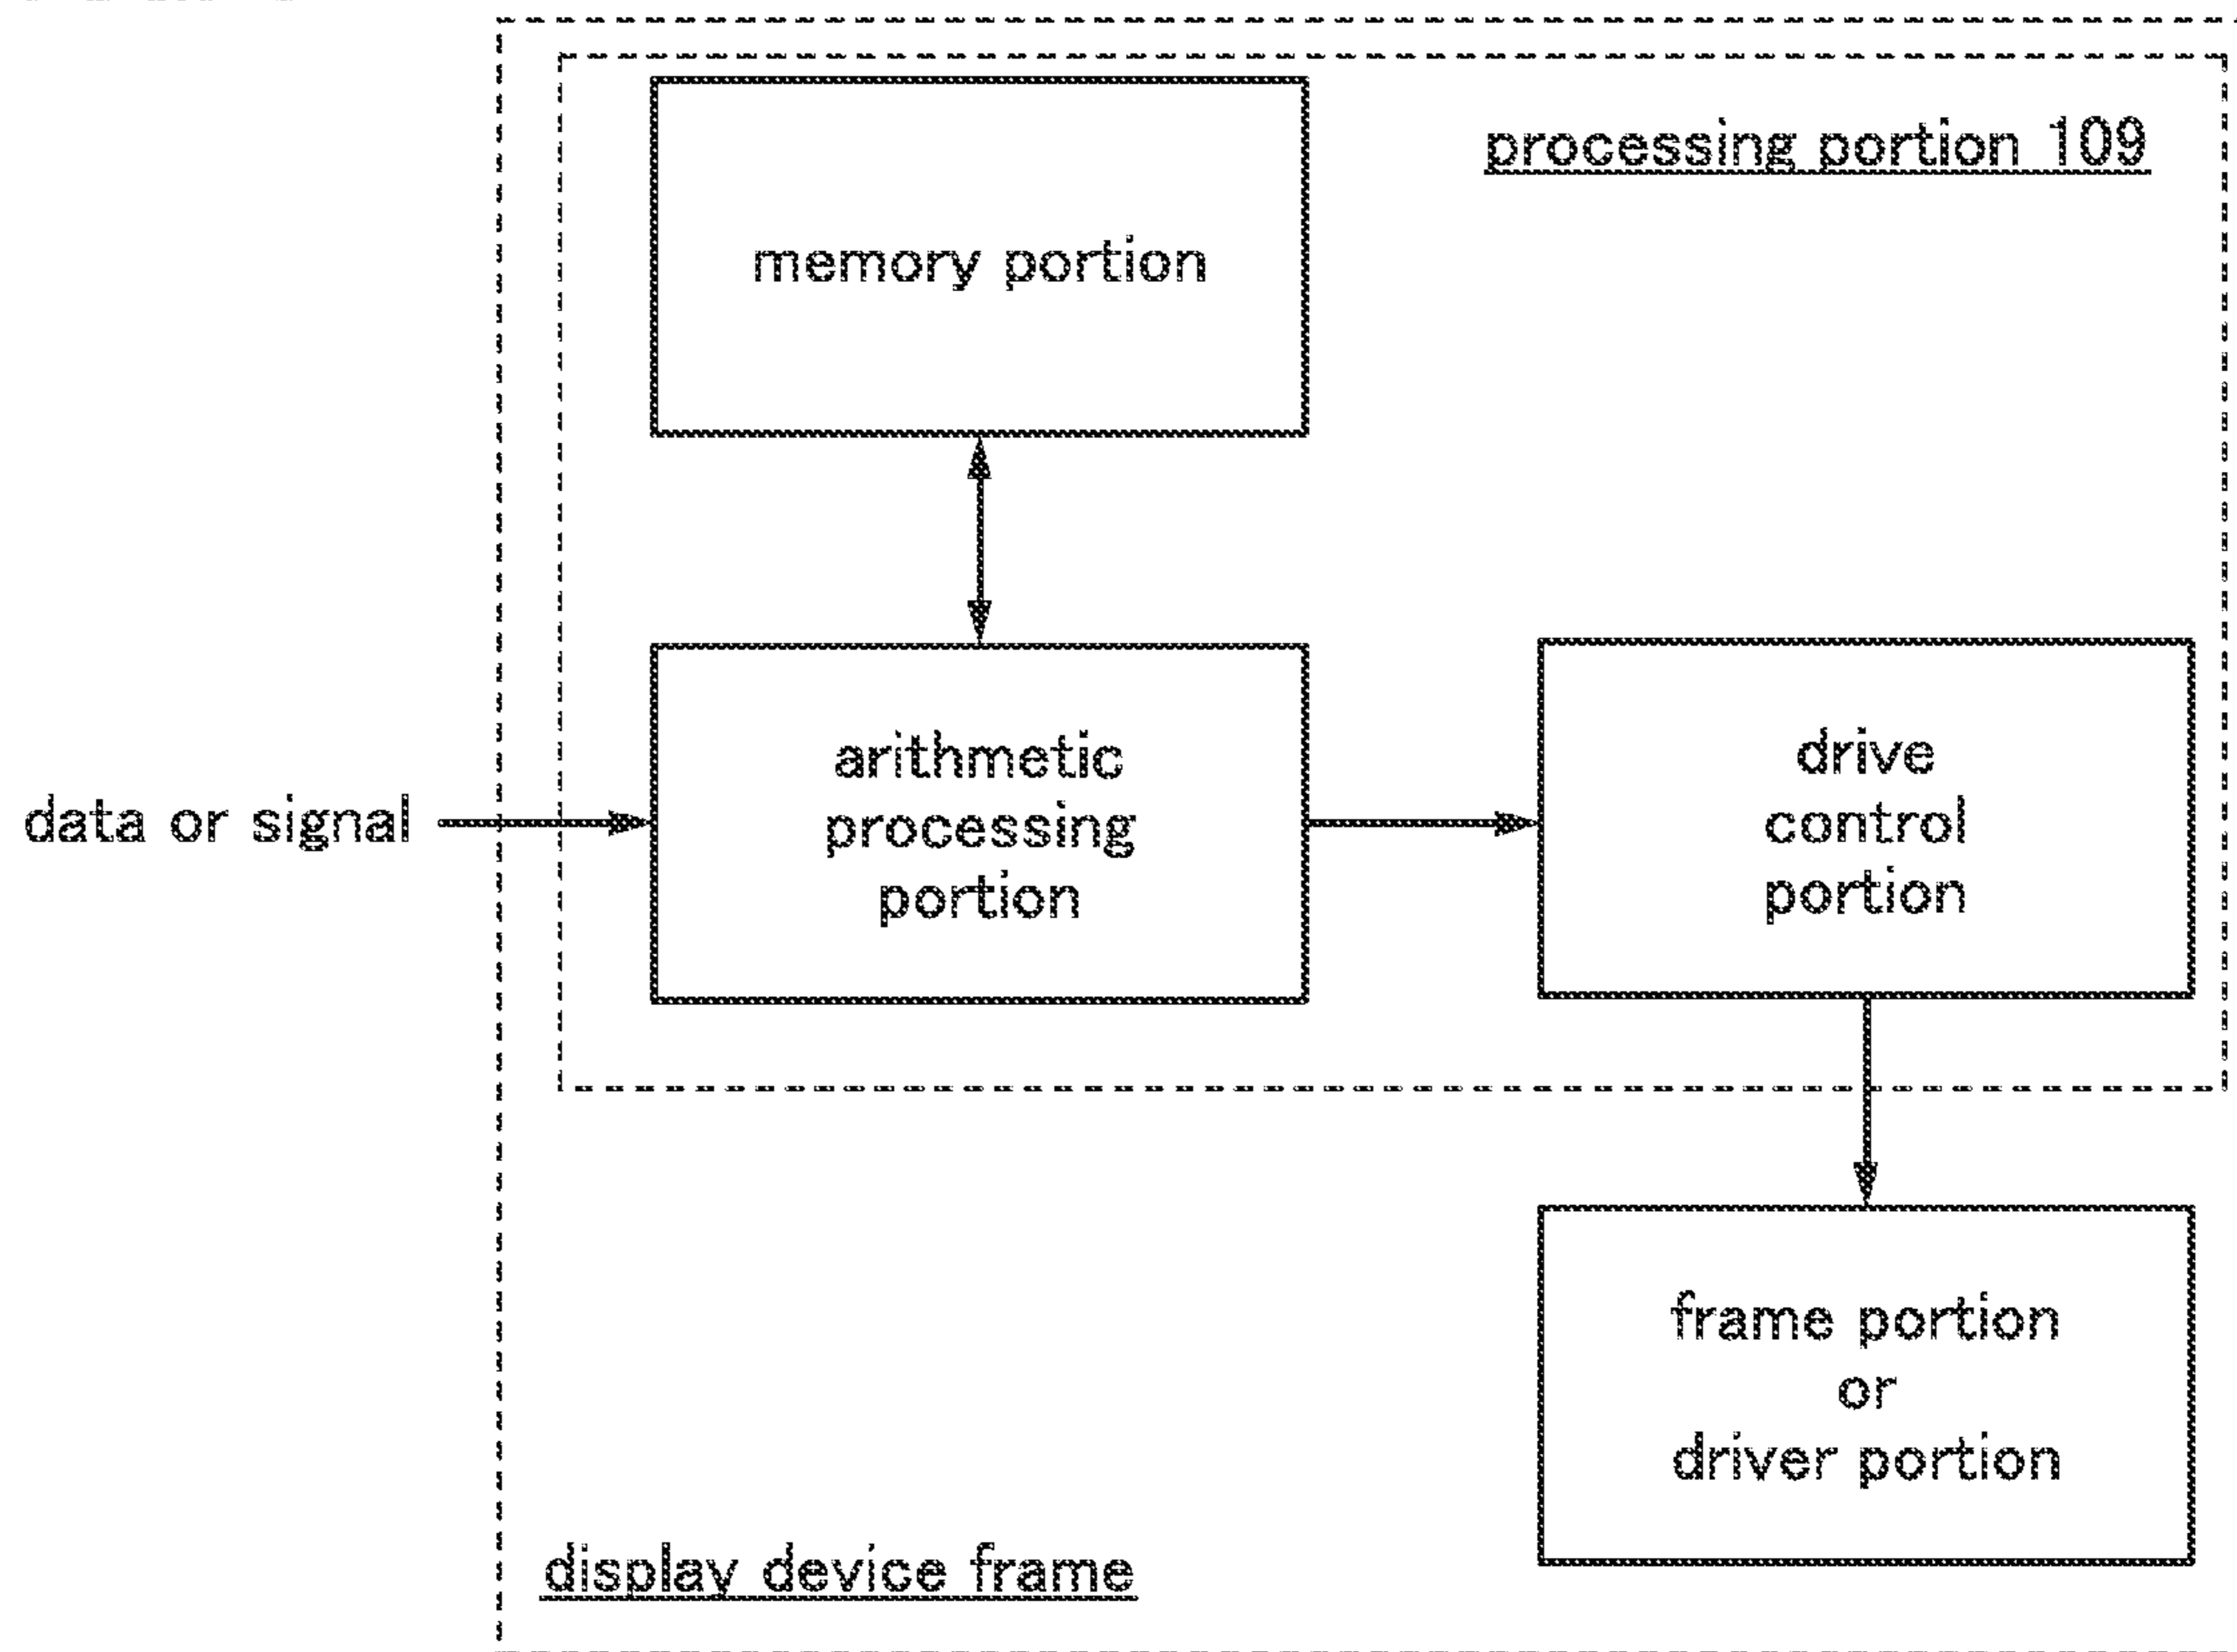 processing portion 109
memory portion
arithmetic
processing
portion
drive
control
portion
data or signal
frame portion
or
driver portion
display device frame